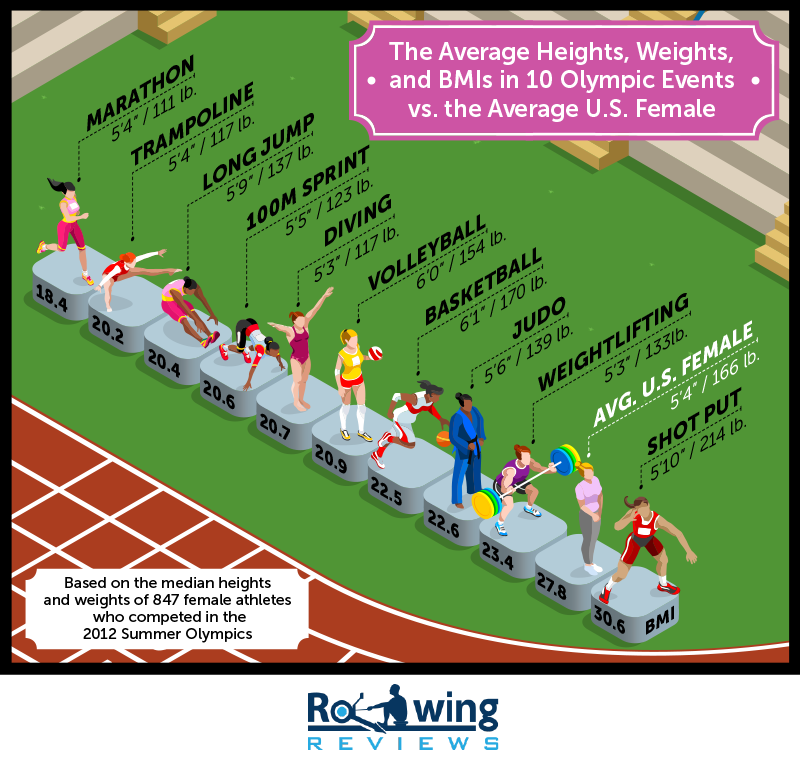 The Average Heights, Weights,
• and BMIs in 10 Olympic Events •
vs. the Average U.S. Female
MARATHON
5'4" / 111 lb.
TRAMPOLINE
5'4" / 117 lb.
LONG JUMP
5'9" / 137 lb.
100M SPRINT
5'5" / 123 lb.
DIVING
5'3" / 117 lb.
VOLLEYBALL
6'0" / 154 lb.
BASKETBALL
6'1" / 170 lb.
JUDO
5'6" / 139 lb.
WEIGHTLIFTING
5'3" / 133lb.
AVG. U.S. FEMALE
5'4" / 166 lb.
SHOT PUT
5'10" / 214 lb.
18.4
20.2
20.4
20.6
20.7
20.9
22.5
22.6
23.4
27.8
30.6 BMI
Based on the median heights
and weights of 847 female athletes
who competed in the
2012 Summer Olympics
Rowing
REVIEWS